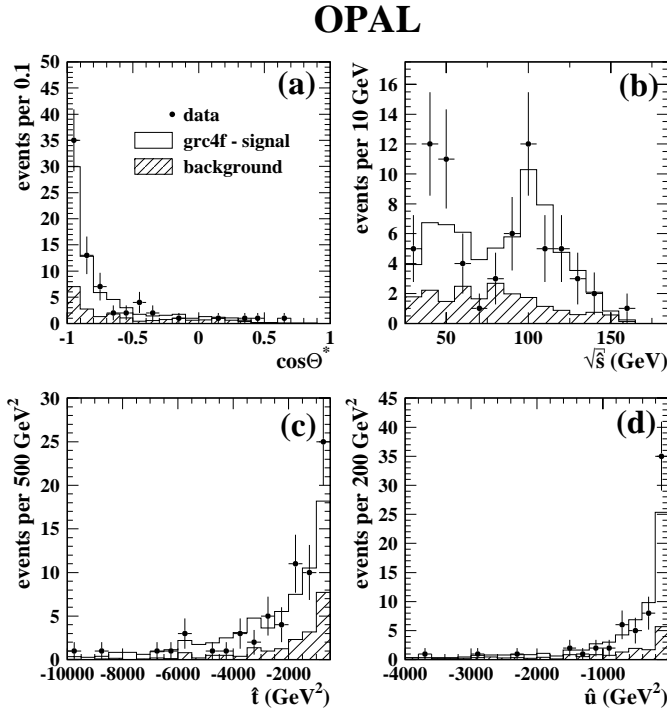 OPAL
events per 0.1
50
45
40
35
30
25
20
15
10
5
0
-1 -0.5 0 0.5 1
cosΘ*
(a)
data
grc4f - signal
background
events per 10 GeV
16
14
12
10
8
6
4
2
0
50 100 150
√ŝ (GeV)
(b)
events per 500 GeV²
30
25
20
15
10
5
0
-10000 -8000 -6000 -4000 -2000
t̂ (GeV²)
(c)
events per 200 GeV²
45
40
35
30
25
20
15
10
5
0
-4000 -3000 -2000 -1000
û (GeV²)
(d)